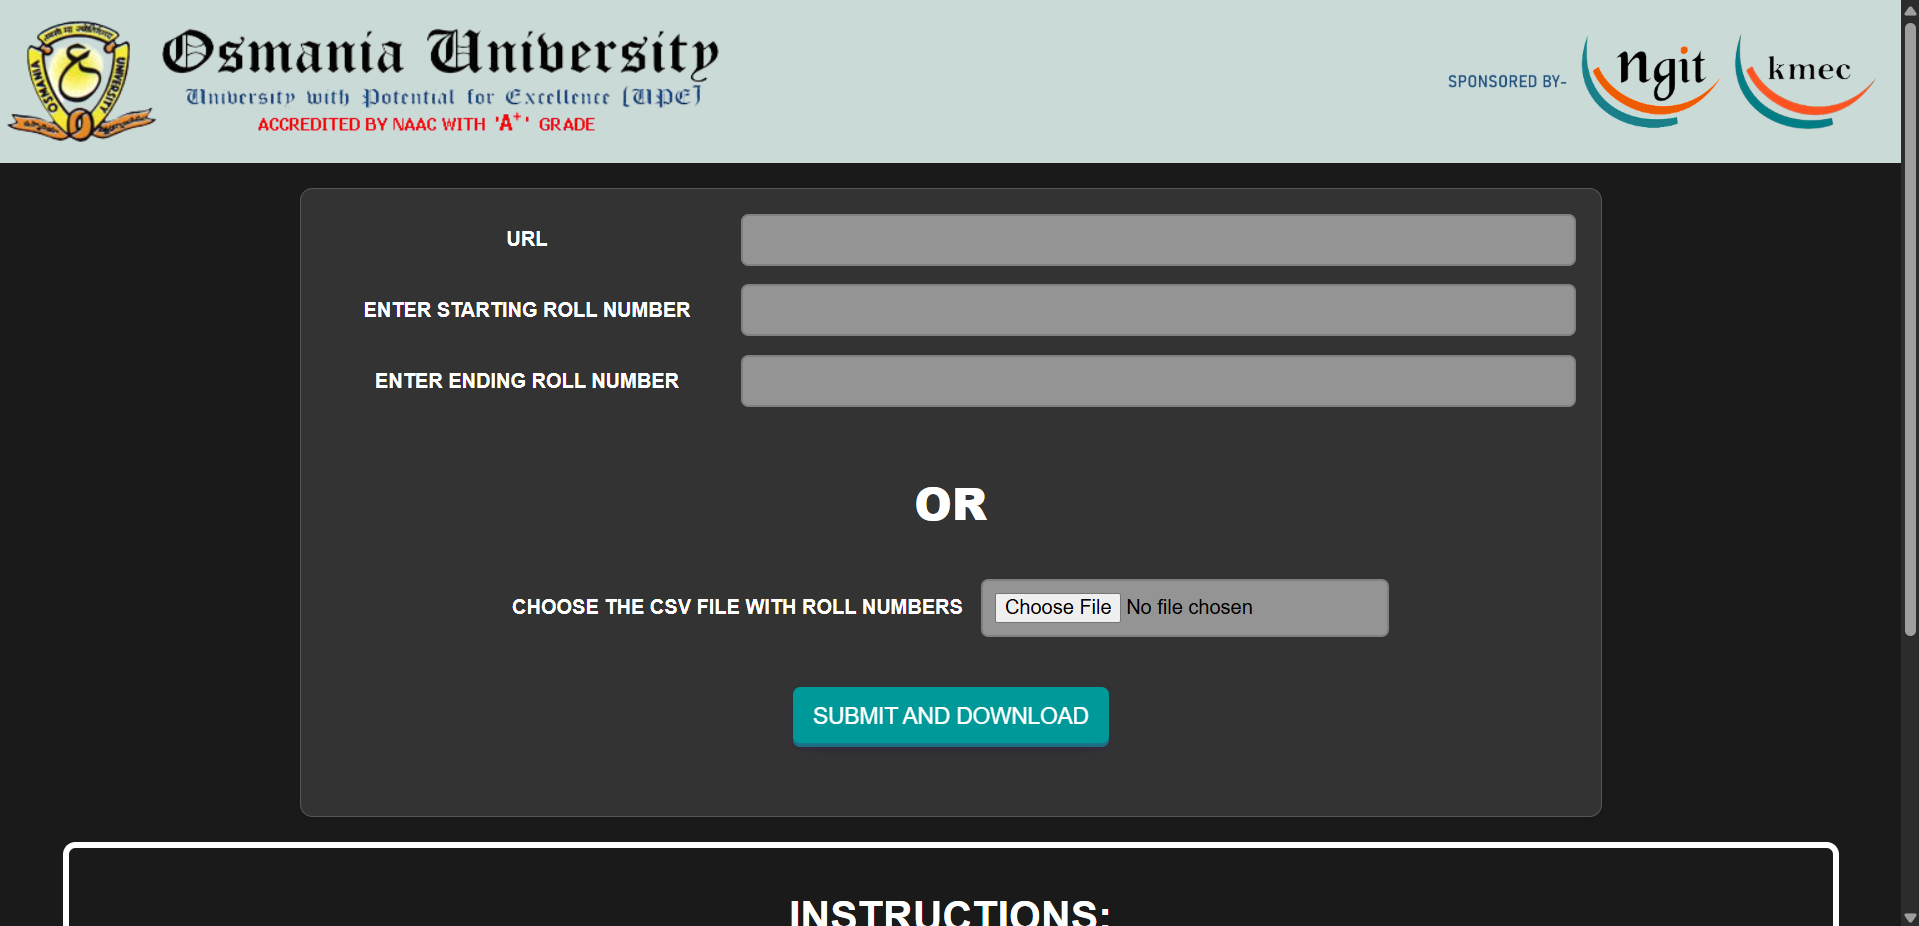 Osmania University
University with Potential for Excellence [UPE]
ACCREDITED BY NAAC WITH 'A+' GRADE
OSMANIA UNIVERSITY
SPONSORED BY-
ngit
kmec
URL
ENTER STARTING ROLL NUMBER
ENTER ENDING ROLL NUMBER
OR
CHOOSE THE CSV FILE WITH ROLL NUMBERS
Choose File No file chosen
SUBMIT AND DOWNLOAD
INSTRUCTIONS: